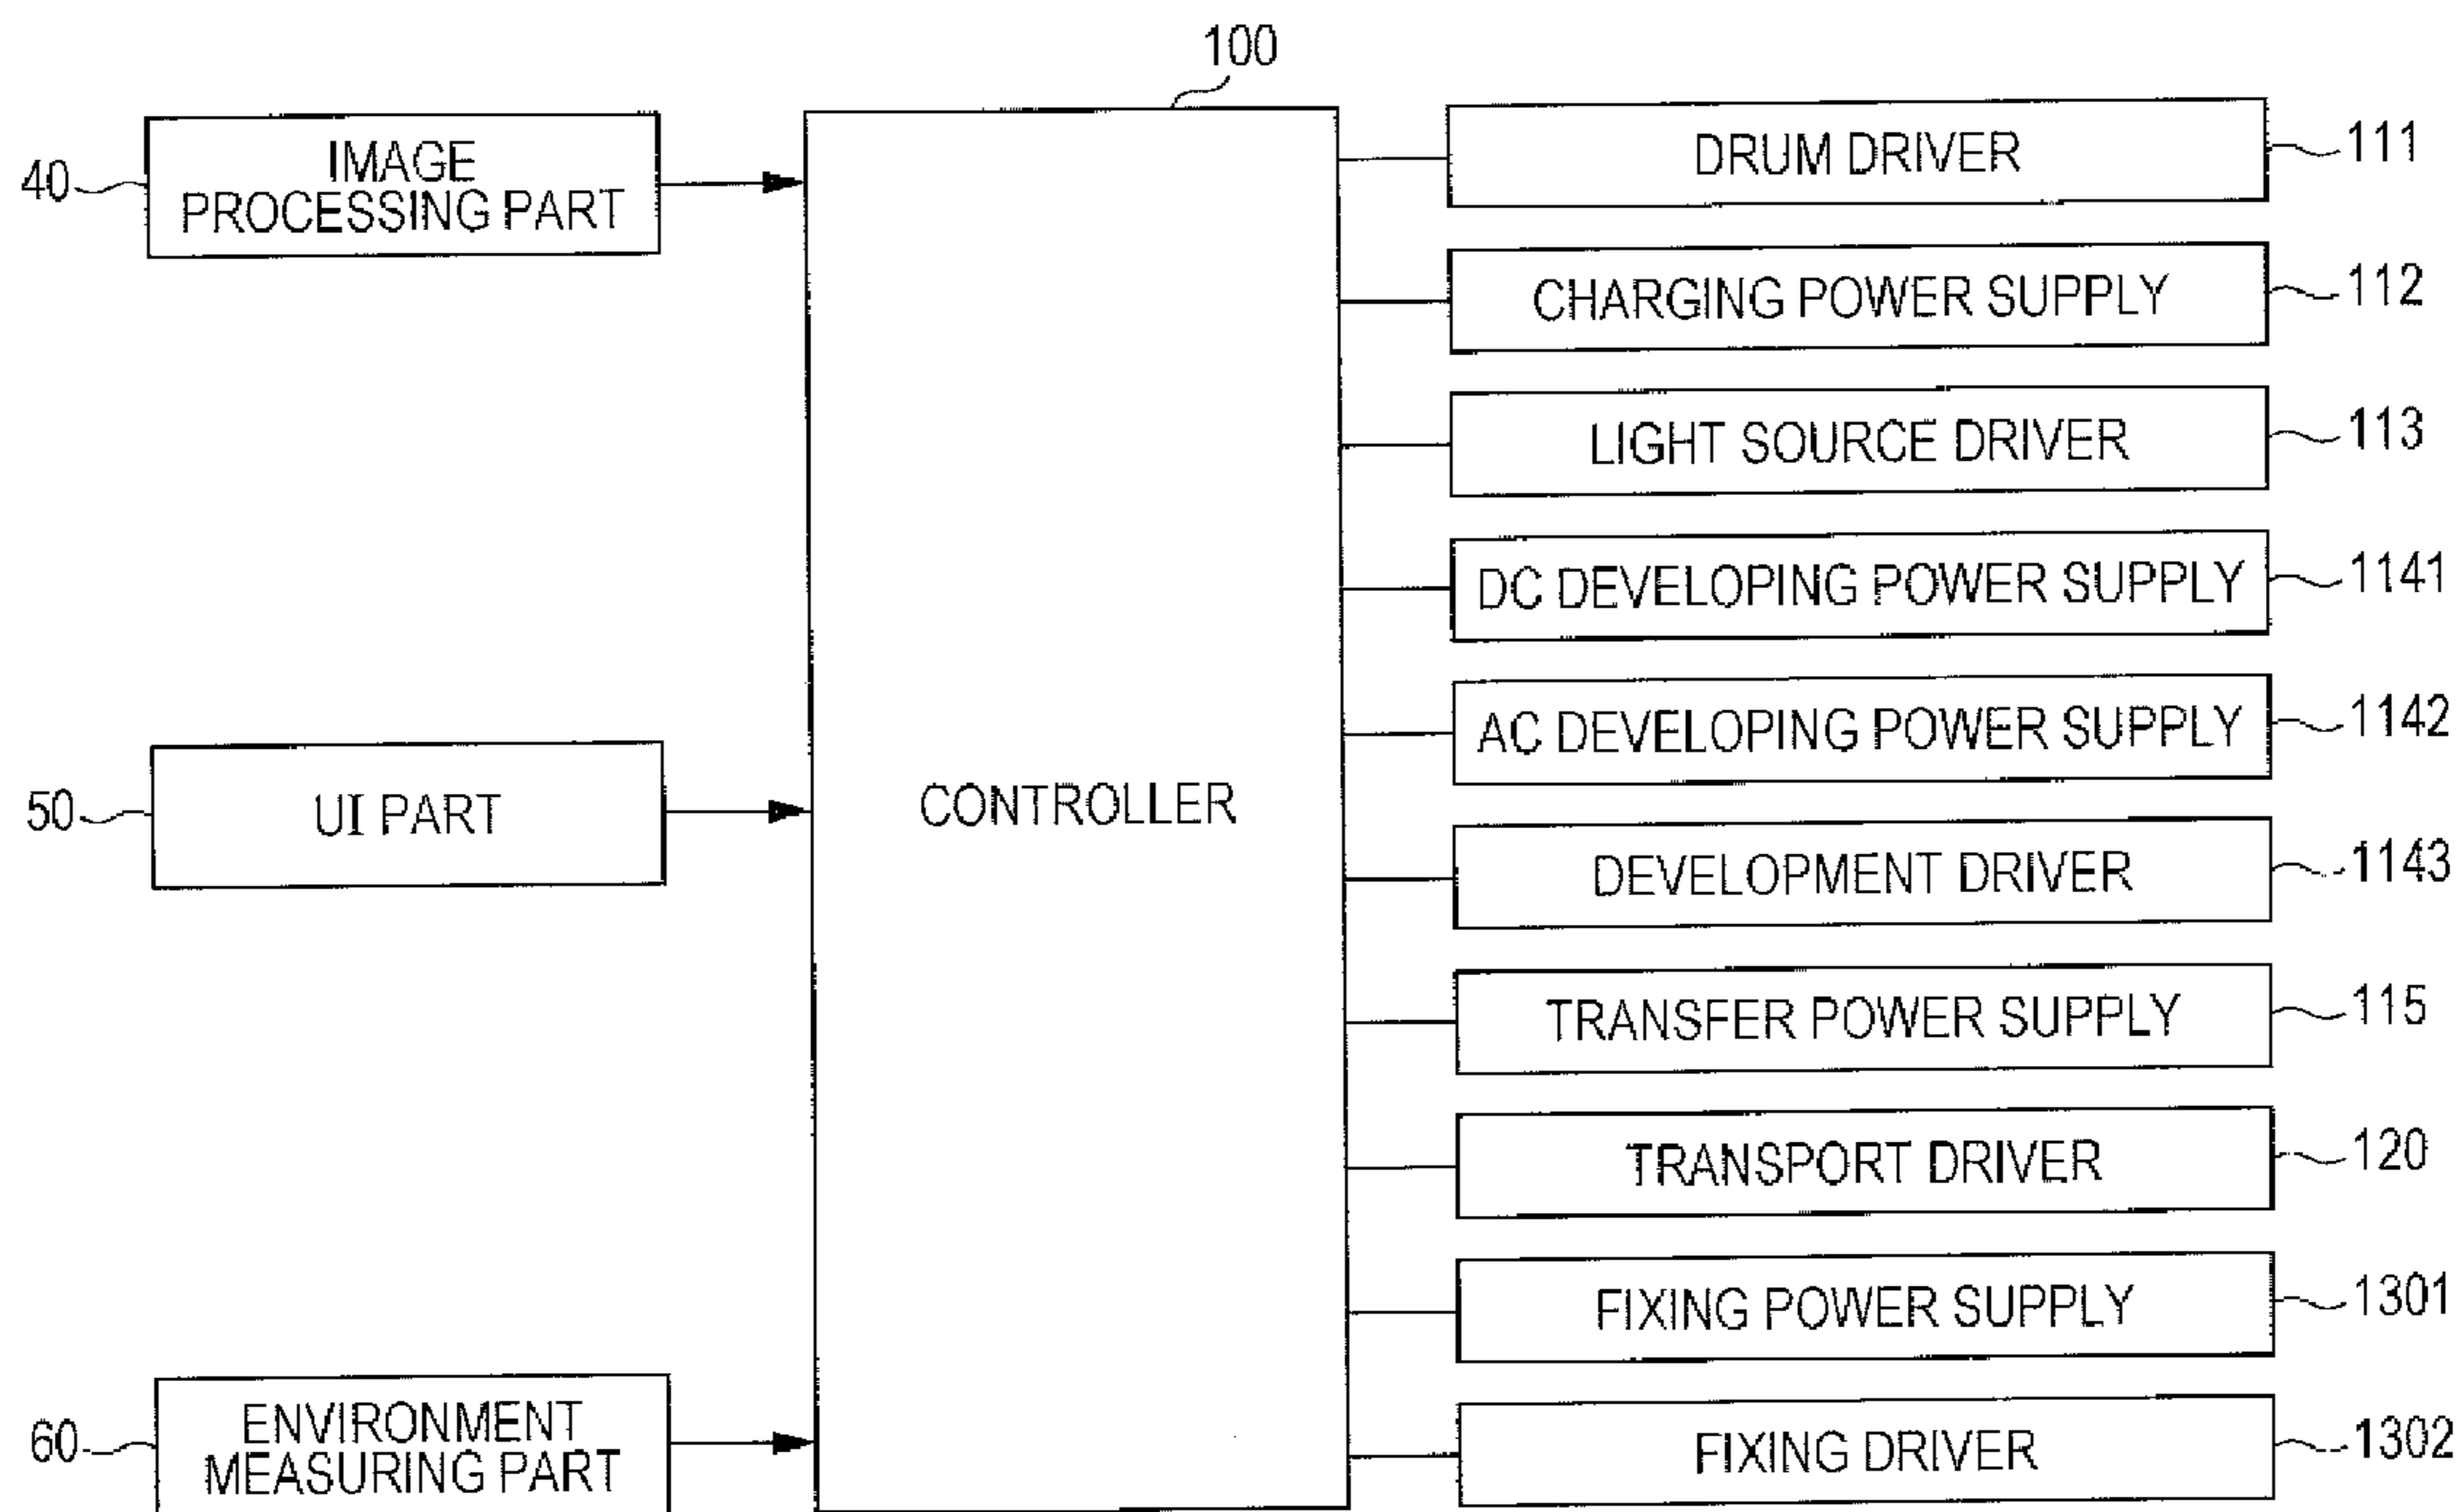 100
40
IMAGE
PROCESSING PART
50
UI PART
60
ENVIRONMENT
MEASURING PART
CONTROLLER
DRUM DRIVER
111
CHARGING POWER SUPPLY
112
LIGHT SOURCE DRIVER
113
DC DEVELOPING POWER SUPPLY
1141
AC DEVELOPING POWER SUPPLY
1142
DEVELOPMENT DRIVER
1143
TRANSFER POWER SUPPLY
115
TRANSPORT DRIVER
120
FIXING POWER SUPPLY
1301
FIXING DRIVER
1302